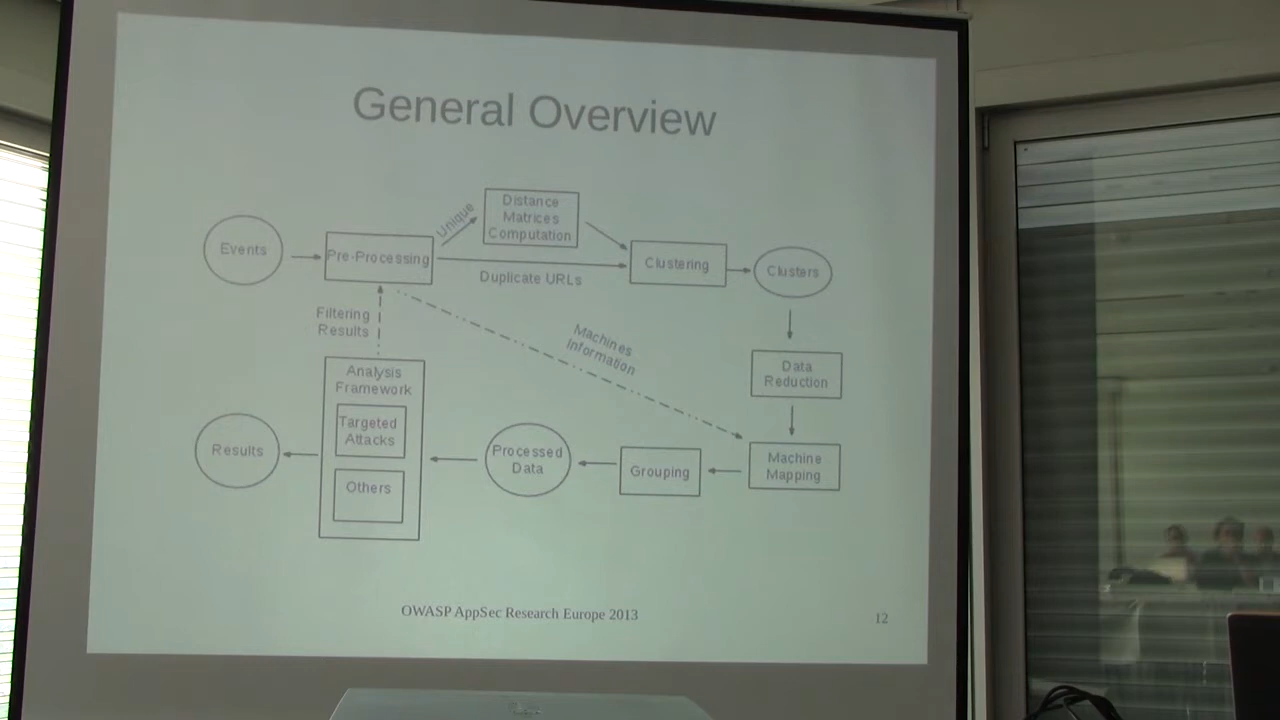 General Overview
Events
Pre-Processing
Unique
Distance
Matrices
Computation
Duplicate URLs
Clustering
Clusters
Filtering
Results
Machines
Information
Data
Reduction
Analysis
Framework
Targeted
Attacks
Others
Results
Processed
Data
Grouping
Machine
Mapping
OWASP AppSec Research Europe 2013
12